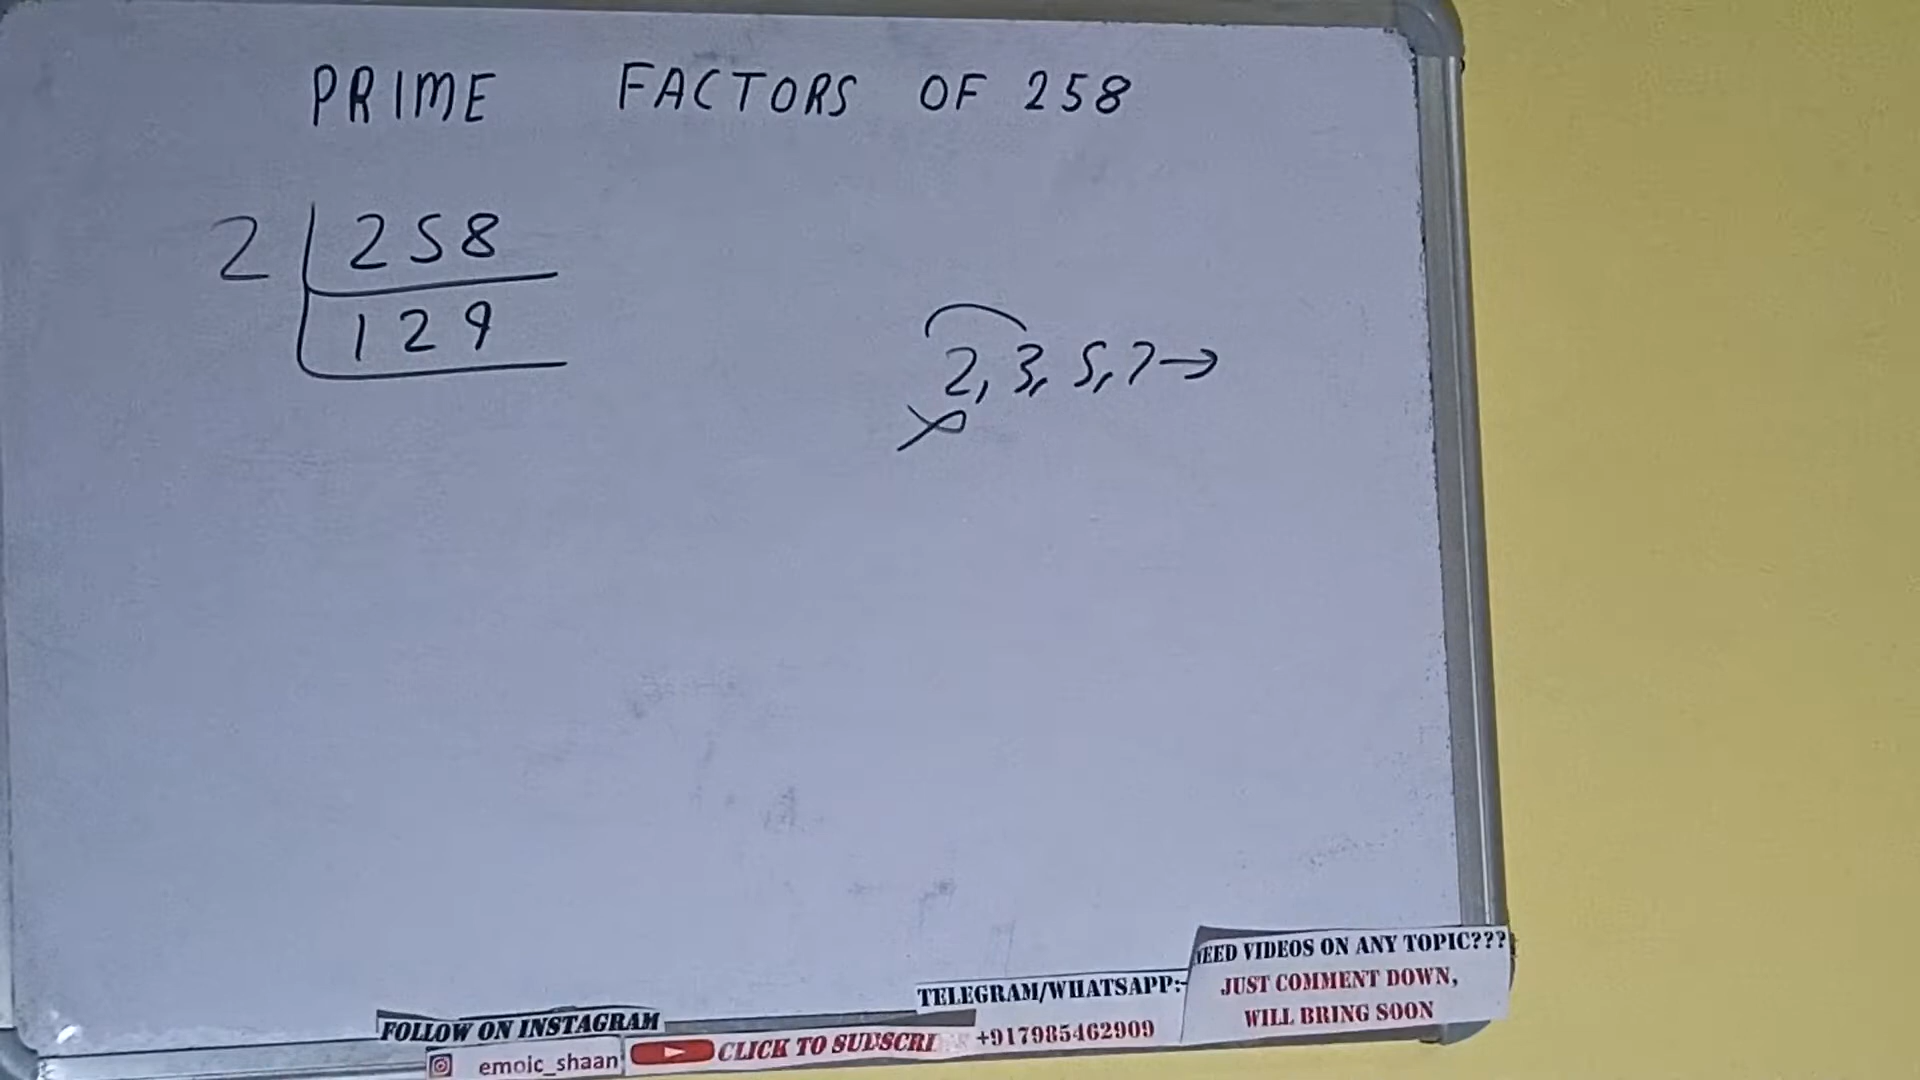 PRIME FACTORS OF 258
2 258
129
2, 3, 5, 7→
NEED VIDEOS ON ANY TOPIC???
JUST COMMENT DOWN,
WILL BRING SOON
TELEGRAM/WHATSAPP:-
+917985462909
FOLLOW ON INSTAGRAM
emoic_shaan
CLICK TO SUBSCRI